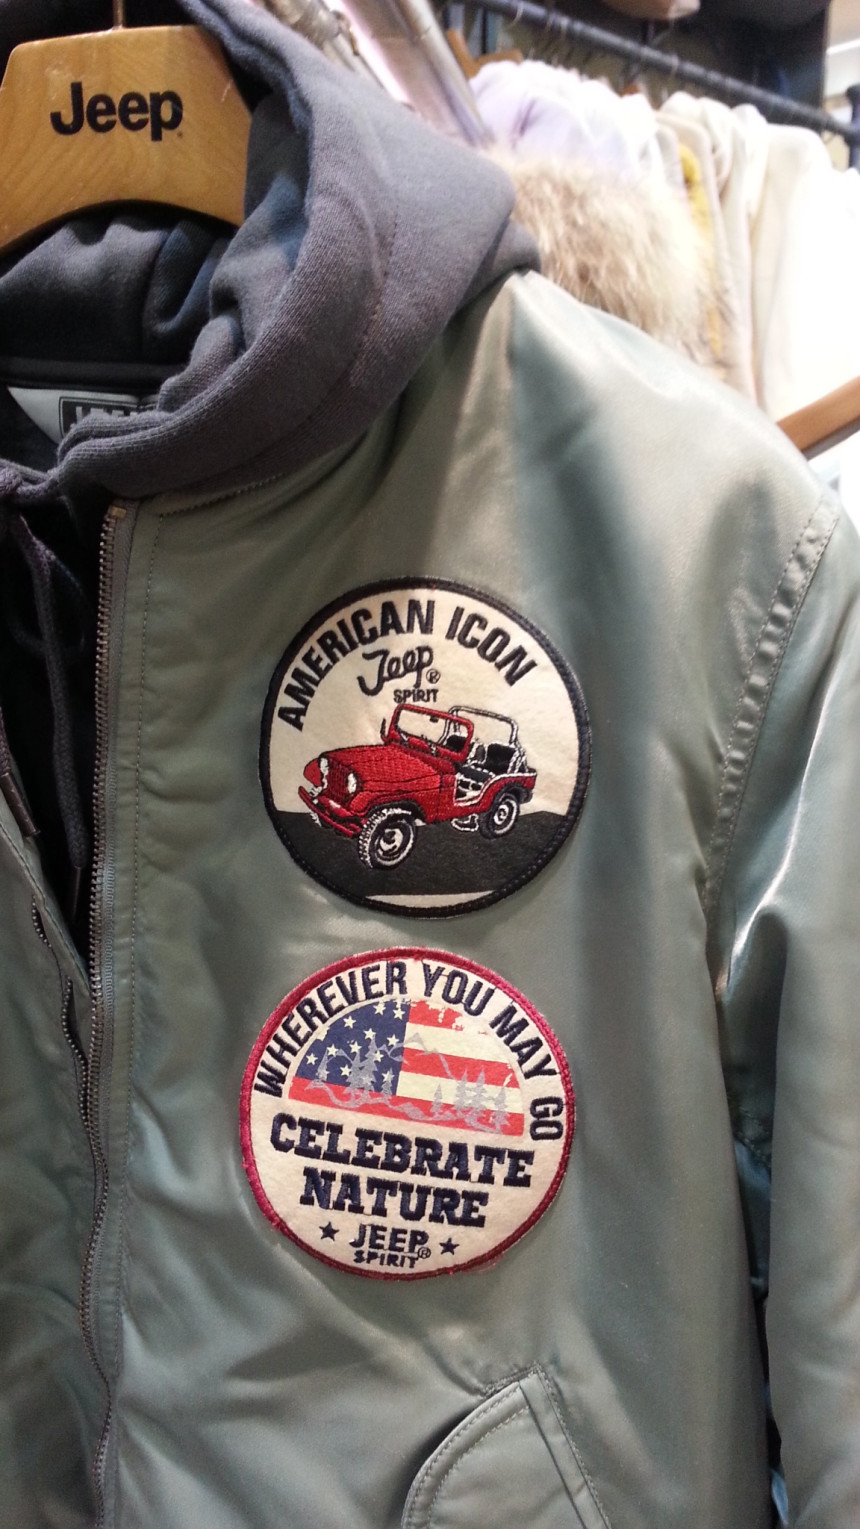 Jeep
AMERICAN ICON
Jeep®
SPIRIT
WHEREVER YOU MAY GO
CELEBRATE
NATURE
★ JEEP® ★
SPIRIT